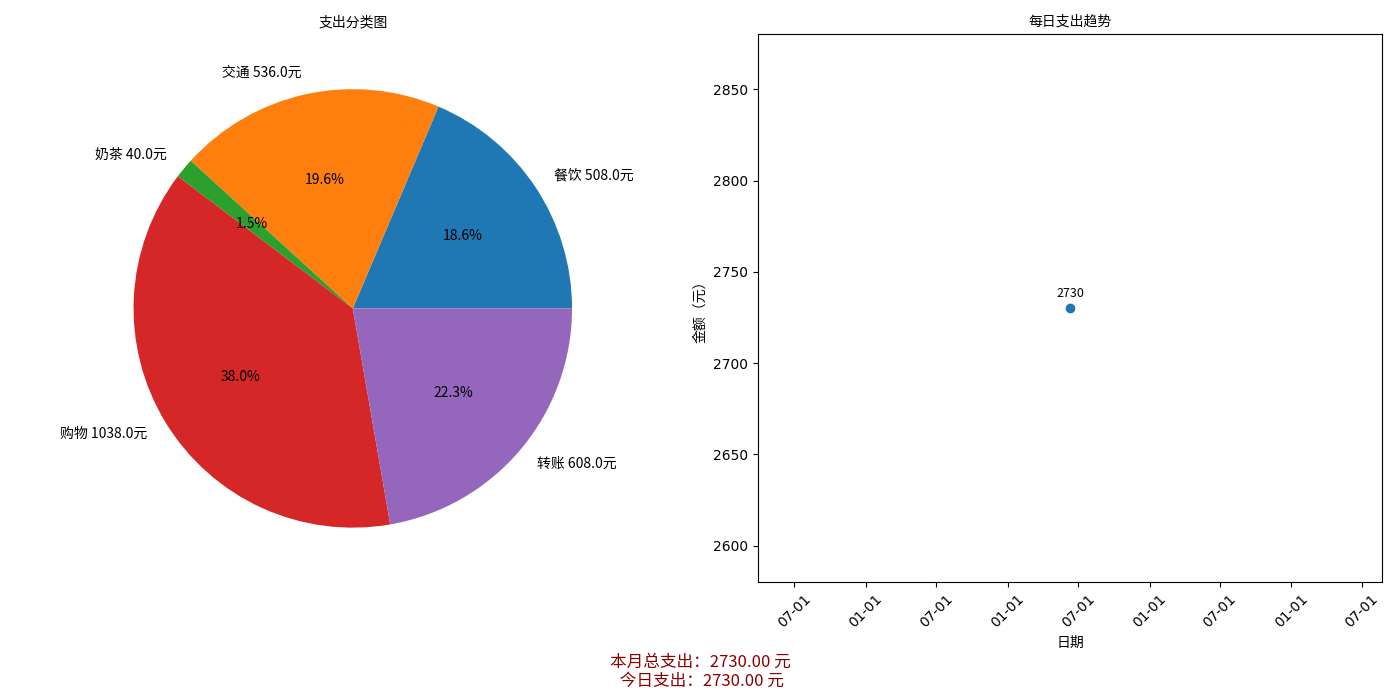 支出分类图
交通 536.0元
奶茶 40.0元
餐饮 508.0元
19.6%
1.5%
18.6%
38.0%
22.3%
购物 1038.0元
转账 608.0元
每日支出趋势
金额（元）
2850
2800
2750
2700
2650
2600
2730
07-01
01-01
07-01
01-01
07-01
01-01
07-01
01-01
07-01
日期
本月总支出：2730.00 元
今日支出：2730.00 元